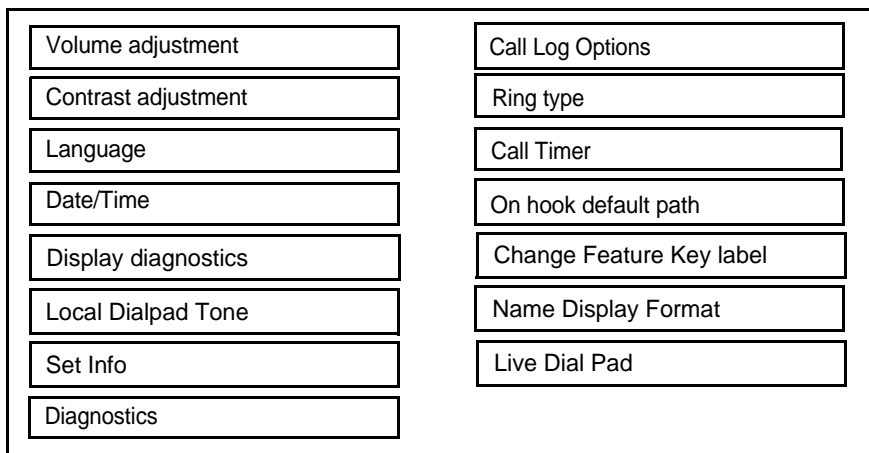 Volume adjustment
Contrast adjustment
Language
Date/Time
Display diagnostics
Local Dialpad Tone
Set Info
Diagnostics
Call Log Options
Ring type
Call Timer
On hook default path
Change Feature Key label
Name Display Format
Live Dial Pad